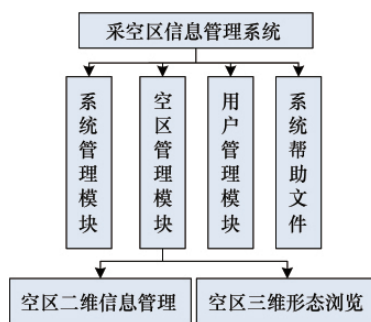 采空区信息管理系统
系统管理模块
空区管理模块
用户管理模块
系统帮助文件
空区二维信息管理
空区三维形态浏览